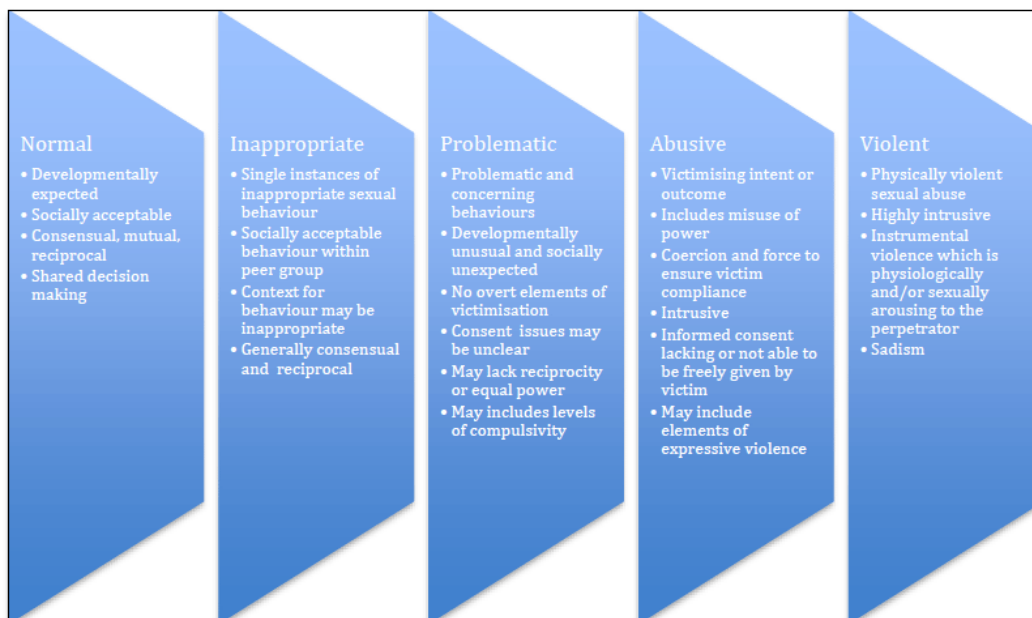 Normal
• Developmentally
expected
• Socially acceptable
• Consensual, mutual,
reciprocal
• Shared decision
making
Inappropriate
• Single instances of
inappropriate sexual
behaviour
• Socially acceptable
behaviour within
peer group
• Context for
behaviour may be
inappropriate
• Generally consensual
and reciprocal
Problematic
• Problematic and
concerning
behaviours
• Developmentally
unusual and socially
unexpected
• No overt elements of
victimisation
• Consent issues may
be unclear
• May lack reciprocity
or equal power
• May includes levels
of compulsivity
Abusive
• Victimising intent or
outcome
• Includes misuse of
power
• Coercion and force to
ensure victim
compliance
• Intrusive
• Informed consent
lacking or not able to
be freely given by
victim
• May include
elements of
expressive violence
Violent
• Physically violent
sexual abuse
• Highly intrusive
• Instrumental
violence which is
physiologically
and/or sexually
arousing to the
perpetrator
• Sadism